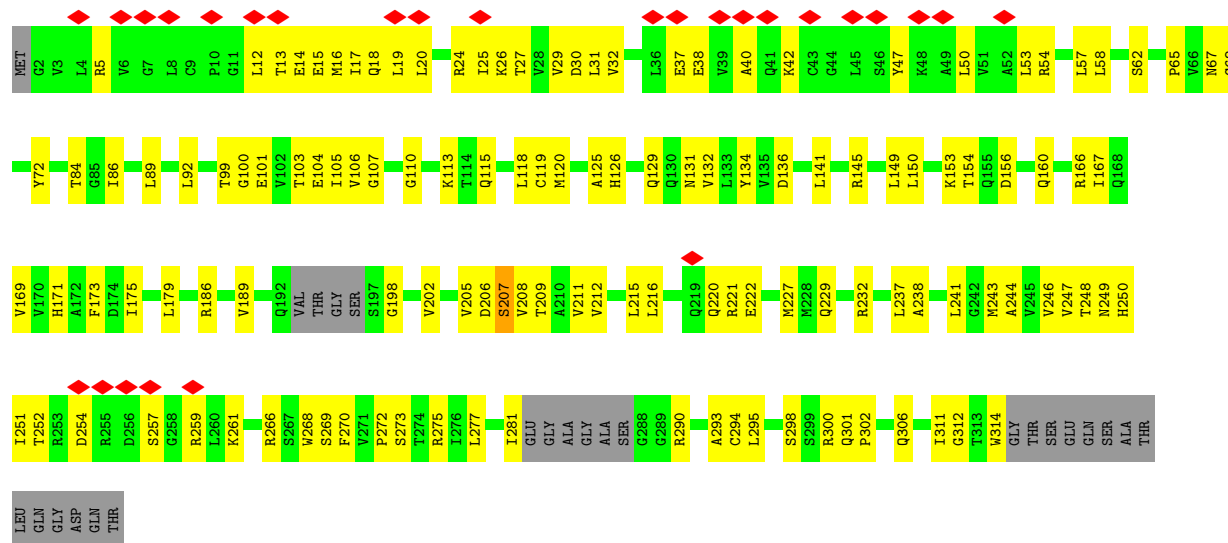 MET G2 V3 L4 R5 V6 G7 L8 C9 P10 G11 L12 T13 E14 E15 M16 I17 Q18 L19 L20 R24 I25 K26 T27 V28 V29 D30 L31 V32 L36 E37 E38 V39 A40 Q41 K42 C43 G44 L45 S46 Y47 K48 A49 L50 V51 A52 L53 R54 L57 L58 S62 P65 V66 N67
Y72 T84 G85 I86 L89 L92 T99 G100 E101 V102 T103 E104 I105 V106 G107 G110 K113 T114 Q115 L118 C119 M120 A125 H126 Q129 Q130 N131 V132 L133 Y134 V135 D136 L141 R145 L149 L150 K153 T154 Q155 D156 Q160 R166 I167 Q168
V169 V170 H171 A172 F173 D174 I175 L179 R186 V189 Q192 VAL THR GLY SER S197 G198 V202 V205 D206 S207 V208 T209 A210 V211 V212 L215 L216 Q219 Q220 R221 E222 M227 M228 Q229 R232 L237 A238 L241 G242 M243 A244 V245 V246 V247 T248 N249 H250
I251 T252 R253 D254 R255 D256 S257 G258 R259 L260 K261 R266 S267 W268 S269 F270 V271 P272 S273 T274 R275 I276 L277 I281 GLU GLY ALA GLY ALA SER G288 G289 R290 A293 C294 L295 S298 S299 R300 Q301 P302 Q306 I311 G312 T313 W314 GLY THR SER GLU GLN SER ALA THR
LEU GLN GLY ASP GLN THR